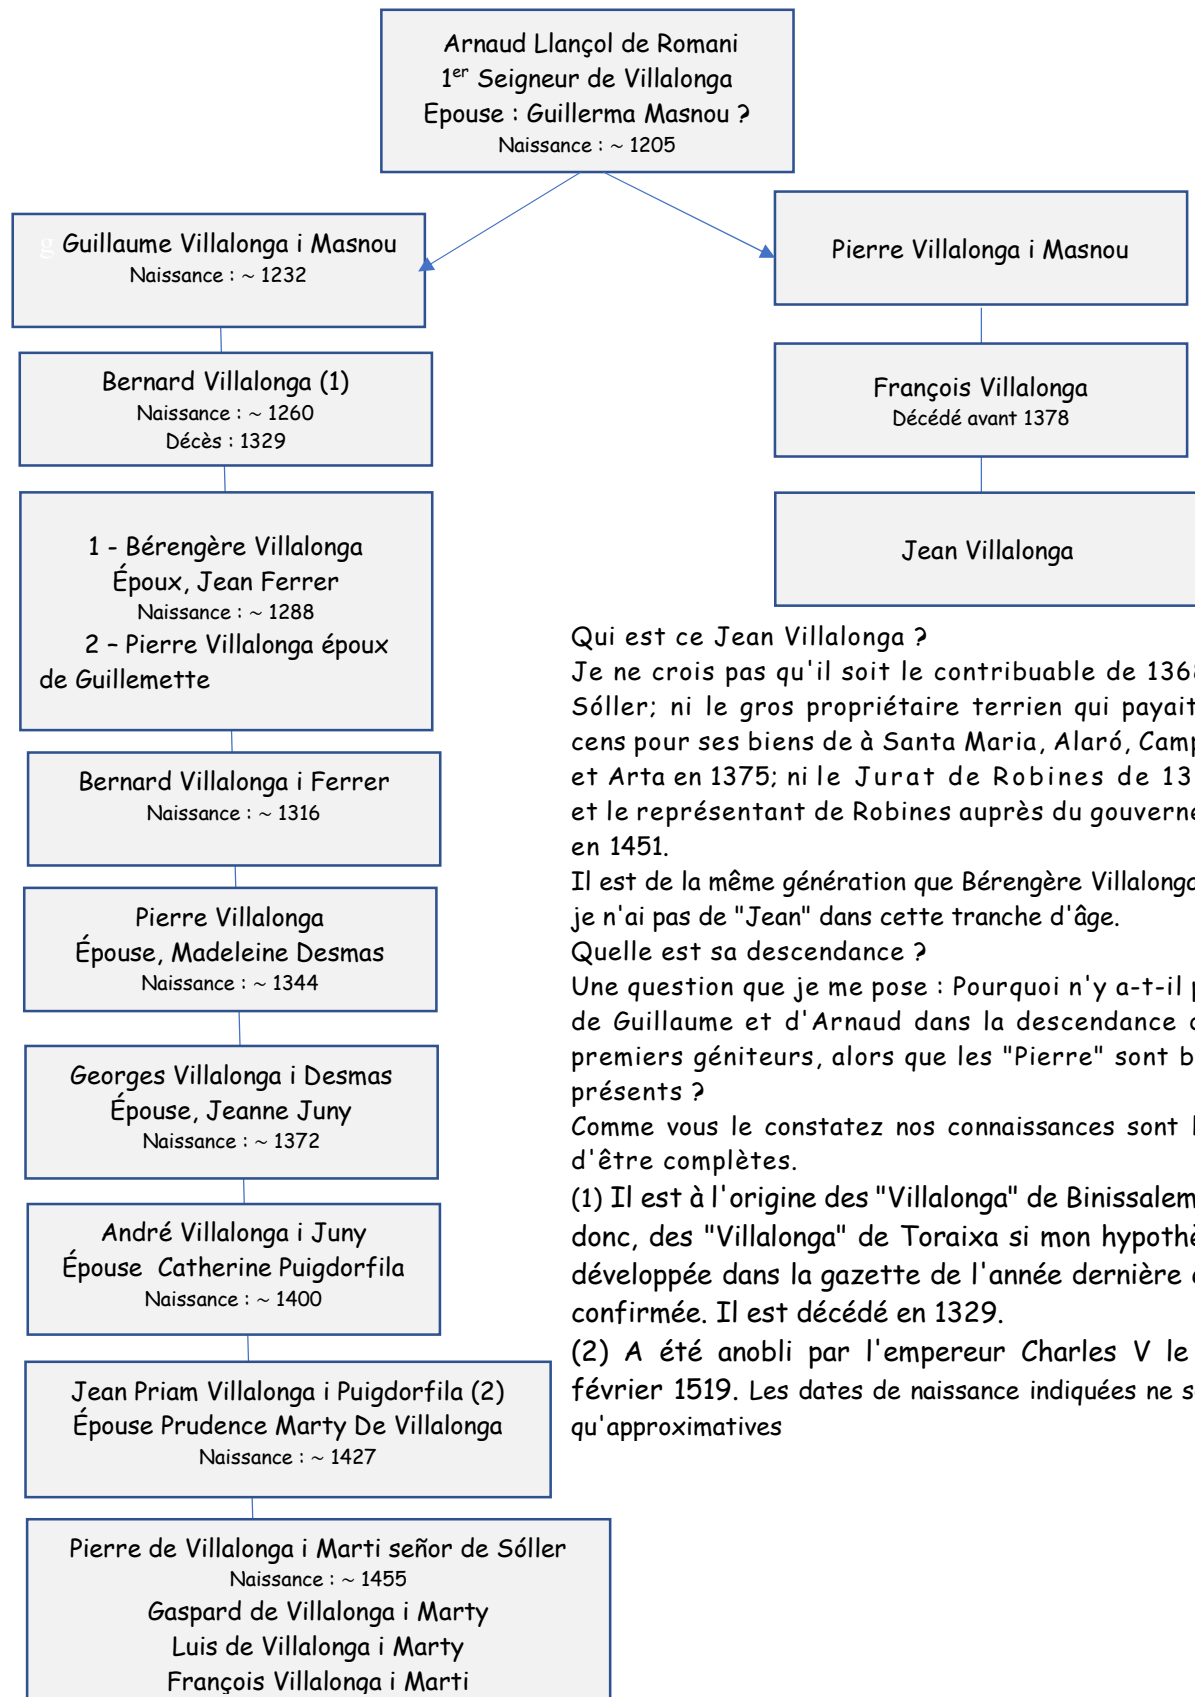 Arnaud Llançol de Romani
1er Seigneur de Villalonga
Epouse : Guillerma Masnou ?
Naissance : ~ 1205
g Guillaume Villalonga i Masnou
Naissance : ~ 1232
Pierre Villalonga i Masnou
Bernard Villalonga (1)
Naissance : ~ 1260
Décès : 1329
François Villalonga
Décédé avant 1378
1 - Bérengère Villalonga
Époux, Jean Ferrer
Naissance : ~ 1288
2 – Pierre Villalonga époux
de Guillemette
Jean Villalonga
Bernard Villalonga i Ferrer
Naissance : ~ 1316
Pierre Villalonga
Épouse, Madeleine Desmas
Naissance : ~ 1344
Georges Villalonga i Desmas
Épouse, Jeanne Juny
Naissance : ~ 1372
André Villalonga i Juny
Épouse Catherine Puigdorfila
Naissance : ~ 1400
Jean Priam Villalonga i Puigdorfila (2)
Épouse Prudence Marty De Villalonga
Naissance : ~ 1427
Pierre de Villalonga i Marti señor de Sóller
Naissance : ~ 1455
Gaspard de Villalonga i Marty
Luis de Villalonga i Marty
François Villalonga i Marti
Qui est ce Jean Villalonga ?
Je ne crois pas qu'il soit le contribuable de
Sóller; ni le gros propriétaire terrien qui payait
cens pour ses biens de à Santa Maria, Alaró,
et Arta en 1375; ni le Jurat de Robines de
et le représentant de Robines auprès du
en 1451.
Il est de la même génération que Bérengère Villalonga
je n'ai pas de "Jean" dans cette tranche d'âge.
Quelle est sa descendance ?
Une question que je me pose : Pourquoi n'y a-t-il
de Guillaume et d'Arnaud dans la descendance
premiers géniteurs, alors que les "Pierre" sont
présents ?
Comme vous le constatez nos connaissances sont
d'être complètes.
(1) Il est à l'origine des "Villalonga" de Binissalem
donc, des "Villalonga" de Toraixa si mon
développée dans la gazette de l'année dernière
confirmée. Il est décédé en 1329.
(2) A été anobli par l'empereur Charles V le
février 1519. Les dates de naissance indiquées ne
qu'approximatives